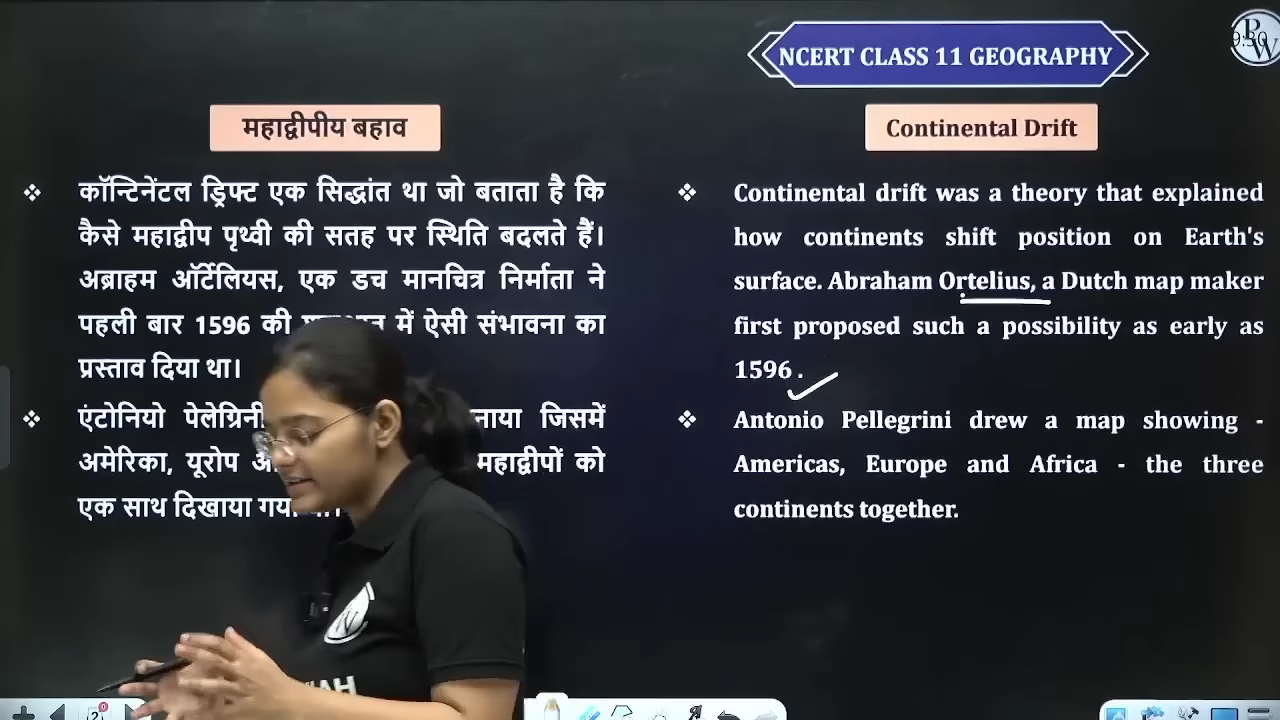 NCERT CLASS 11 GEOGRAPHY
महाद्वीपीय बहाव
❖ कॉन्टिनेंटल ड्रिफ्ट एक सिद्धांत था जो बताता है कि
कैसे महाद्वीप पृथ्वी की सतह पर स्थिति बदलते हैं।
अब्राहम ऑर्टेलियस, एक डच मानचित्र निर्माता ने
पहली बार 1596 की में ऐसी संभावना का
प्रस्ताव दिया था।
❖ एंटोनियो पेलेग्रिनी जिसमें
अमेरिका, यूरोप महाद्वीपों को
एक साथ दिखाया
Continental Drift
❖ Continental drift was a theory that explained
how continents shift position on Earth's
surface. Abraham Ortelius, a Dutch map maker
first proposed such a possibility as early as
1596.
❖ Antonio Pellegrini drew a map showing -
Americas, Europe and Africa - the three
continents together.